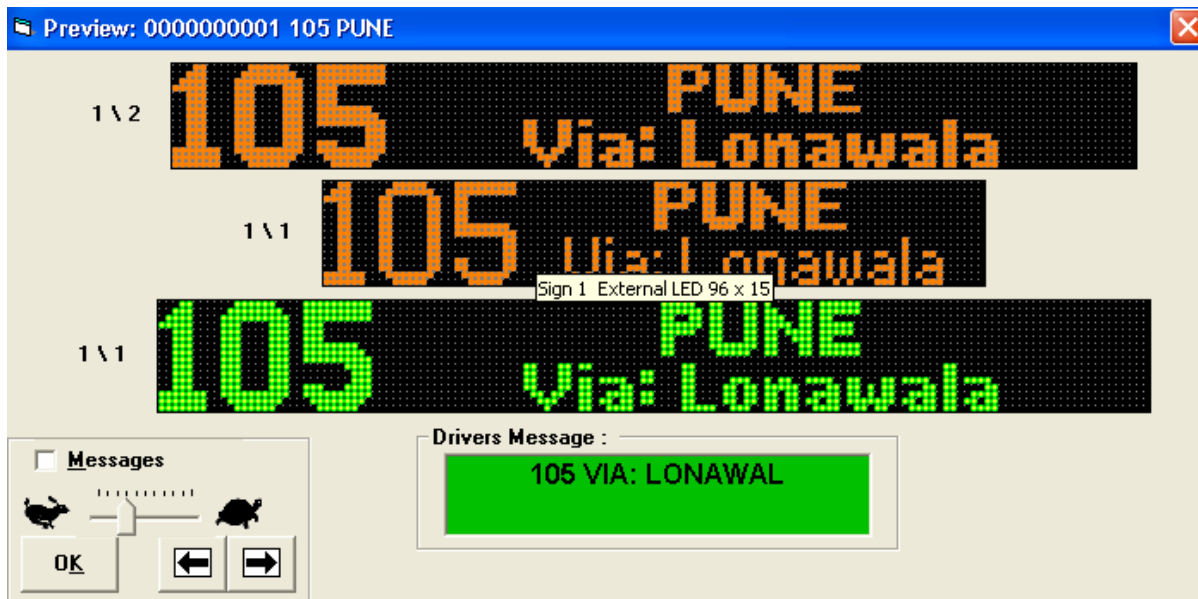 Preview: 0000000001 105 PUNE
1 \ 2
105 PUNE
Via: Lonawala
1 \ 1
105 PUNE
Via: Lonawala
Sign 1 External LED 96 x 15
1 \ 1
105 PUNE
Via: Lonawala
Messages
OK
Drivers Message :
105 VIA: LONAWAL